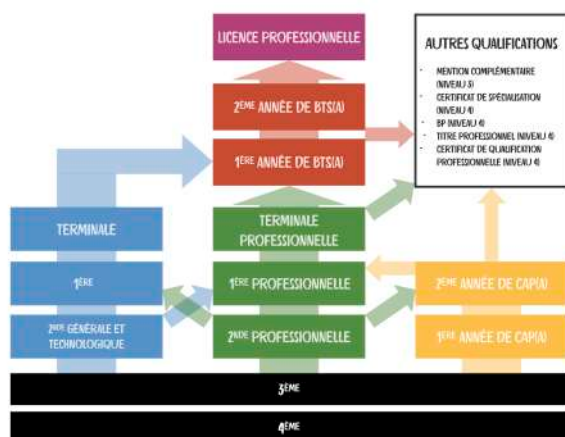 LICENCE PROFESSIONNELLE
2ÈME ANNÉE DE BTS(A)
1ÈRE ANNÉE DE BTS(A)
AUTRES QUALIFICATIONS
- MENTION COMPLÉMENTAIRE
(NIVEAU 3)
- CERTIFICAT DE SPÉCIALISATION
(NIVEAU 4)
- BP (NIVEAU 4)
- TITRE PROFESSIONNEL (NIVEAU 4)
- CERTIFICAT DE QUALIFICATION
PROFESSIONNELLE (NIVEAU 4)
TERMINALE
TERMINALE
PROFESSIONNELLE
1ÈRE
1ÈRE PROFESSIONNELLE
2ÈME ANNÉE DE CAP(A)
2NDE GÉNÉRALE ET
TECHNOLOGIQUE
2NDE PROFESSIONNELLE
1ÈRE ANNÉE DE CAP(A)
3ÈME
4ÈME